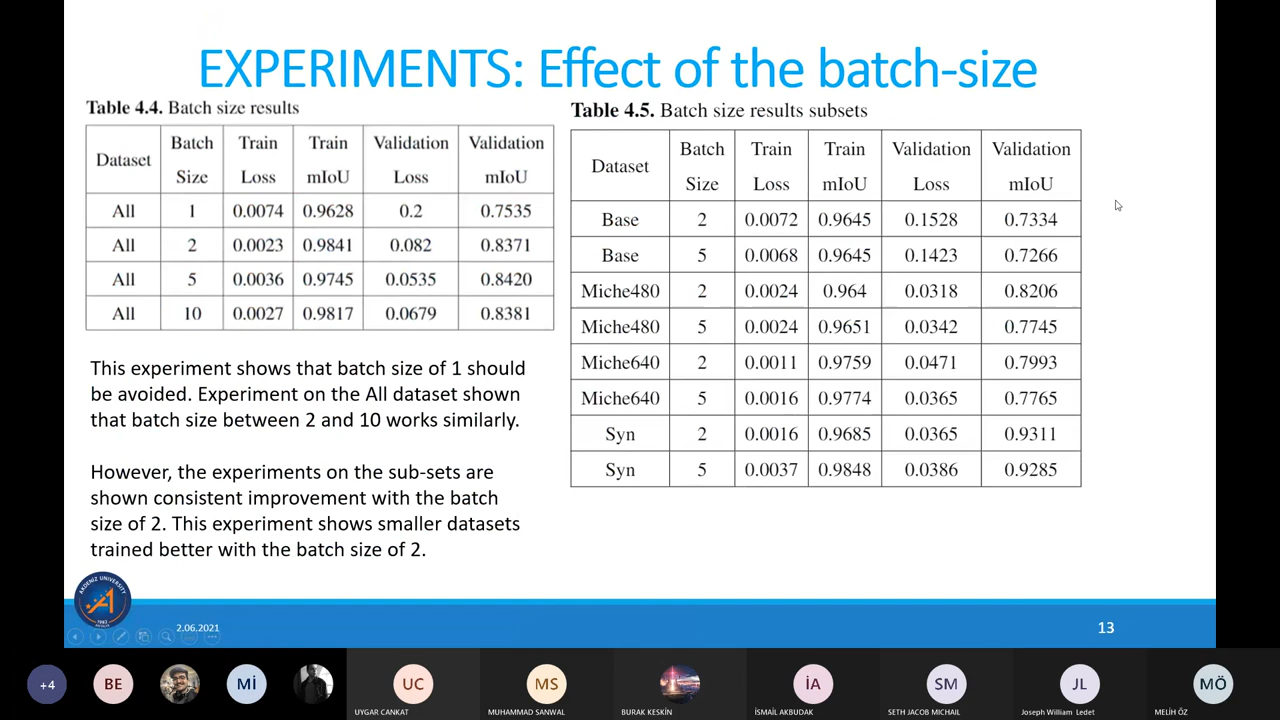 EXPERIMENTS: Effect of the batch-size
Table 4.4. Batch size results
Dataset Batch Size Train Loss Train mIoU Validation Loss Validation mIoU
All 1 0.0074 0.9628 0.2 0.7535
All 2 0.0023 0.9841 0.082 0.8371
All 5 0.0036 0.9745 0.0535 0.8420
All 10 0.0027 0.9817 0.0679 0.8381
This experiment shows that batch size of 1 should
be avoided. Experiment on the All dataset shown
that batch size between 2 and 10 works similarly.
However, the experiments on the sub-sets are
shown consistent improvement with the batch
size of 2. This experiment shows smaller datasets
trained better with the batch size of 2.
Table 4.5. Batch size results subsets
Dataset Batch Size Train Loss Train mIoU Validation Loss Validation mIoU
Base 2 0.0072 0.9645 0.1528 0.7334
Base 5 0.0068 0.9645 0.1423 0.7266
Miche480 2 0.0024 0.964 0.0318 0.8206
Miche480 5 0.0024 0.9651 0.0342 0.7745
Miche640 2 0.0011 0.9759 0.0471 0.7993
Miche640 5 0.0016 0.9774 0.0365 0.7765
Syn 2 0.0016 0.9685 0.0365 0.9311
Syn 5 0.0037 0.9848 0.0386 0.9285
AKDENIZ UNIVERSITY
2.06.2021
13
+4
BE
Mİ
UC
MS
İA
SM
JL
MÖ
UYGAR CANKAT
MUHAMMAD SANWAL
BURAK KESKİN
İSMAİL AKBUDAK
SETH JACOB MICHAIL
Joseph William Ledet
MELİH ÖZ